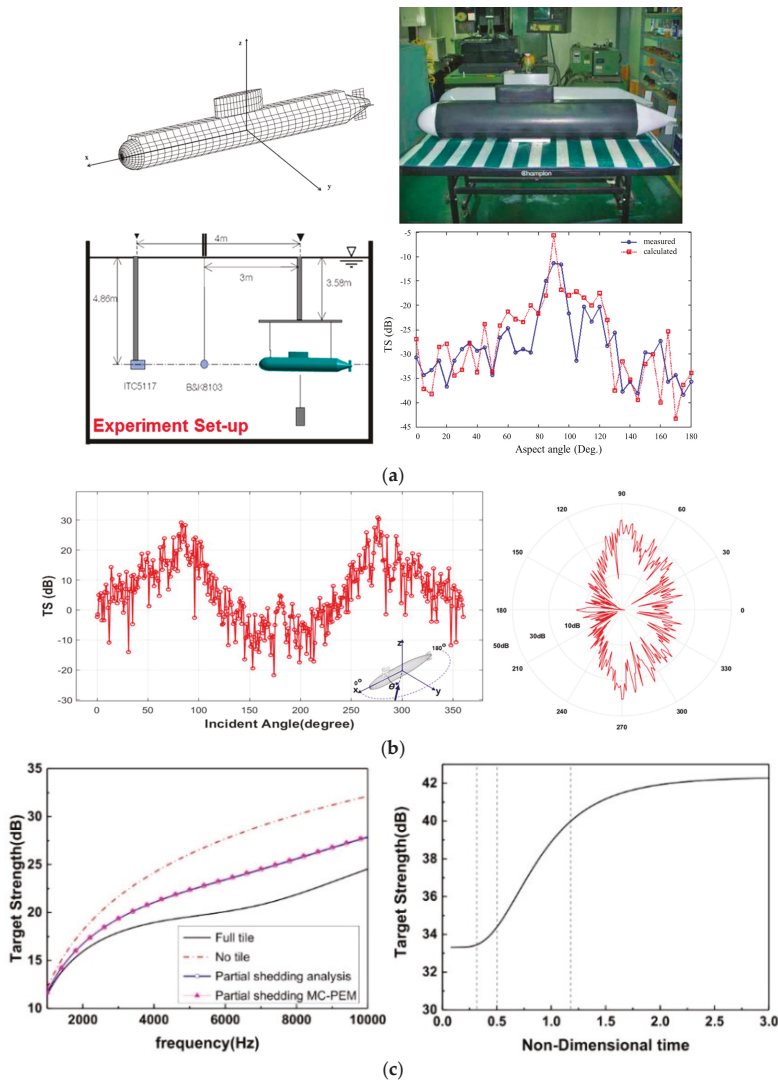 z
x
y
Champion
4m
3m
4.86m
3.58m
ITC5117
B&K8103
Experiment Set-up
measured
calculated
TS (dB)
-5
-10
-15
-20
-25
-30
-35
-40
-45
0 20 40 60 80 100 120 140 160 180
Aspect angle (Deg.)
(a)
TS (dB)
30
20
10
0
-10
-20
-30
0 50 100 150 200 250 300 350
Incident Angle(degree)
z
180°
0°
x
θ
y
90
120 60
150 30
180 0
10dB
30dB
50dB
210 330
240 300
270
(b)
Target Strength(dB)
35
30
25
20
15
10
2000 4000 6000 8000 10000
frequency(Hz)
Full tile
No tile
Partial shedding analysis
Partial shedding MC-PEM
Target Strength(dB)
42
40
38
36
34
32
30
0.0 0.5 1.0 1.5 2.0 2.5 3.0
Non-Dimensional time
(c)